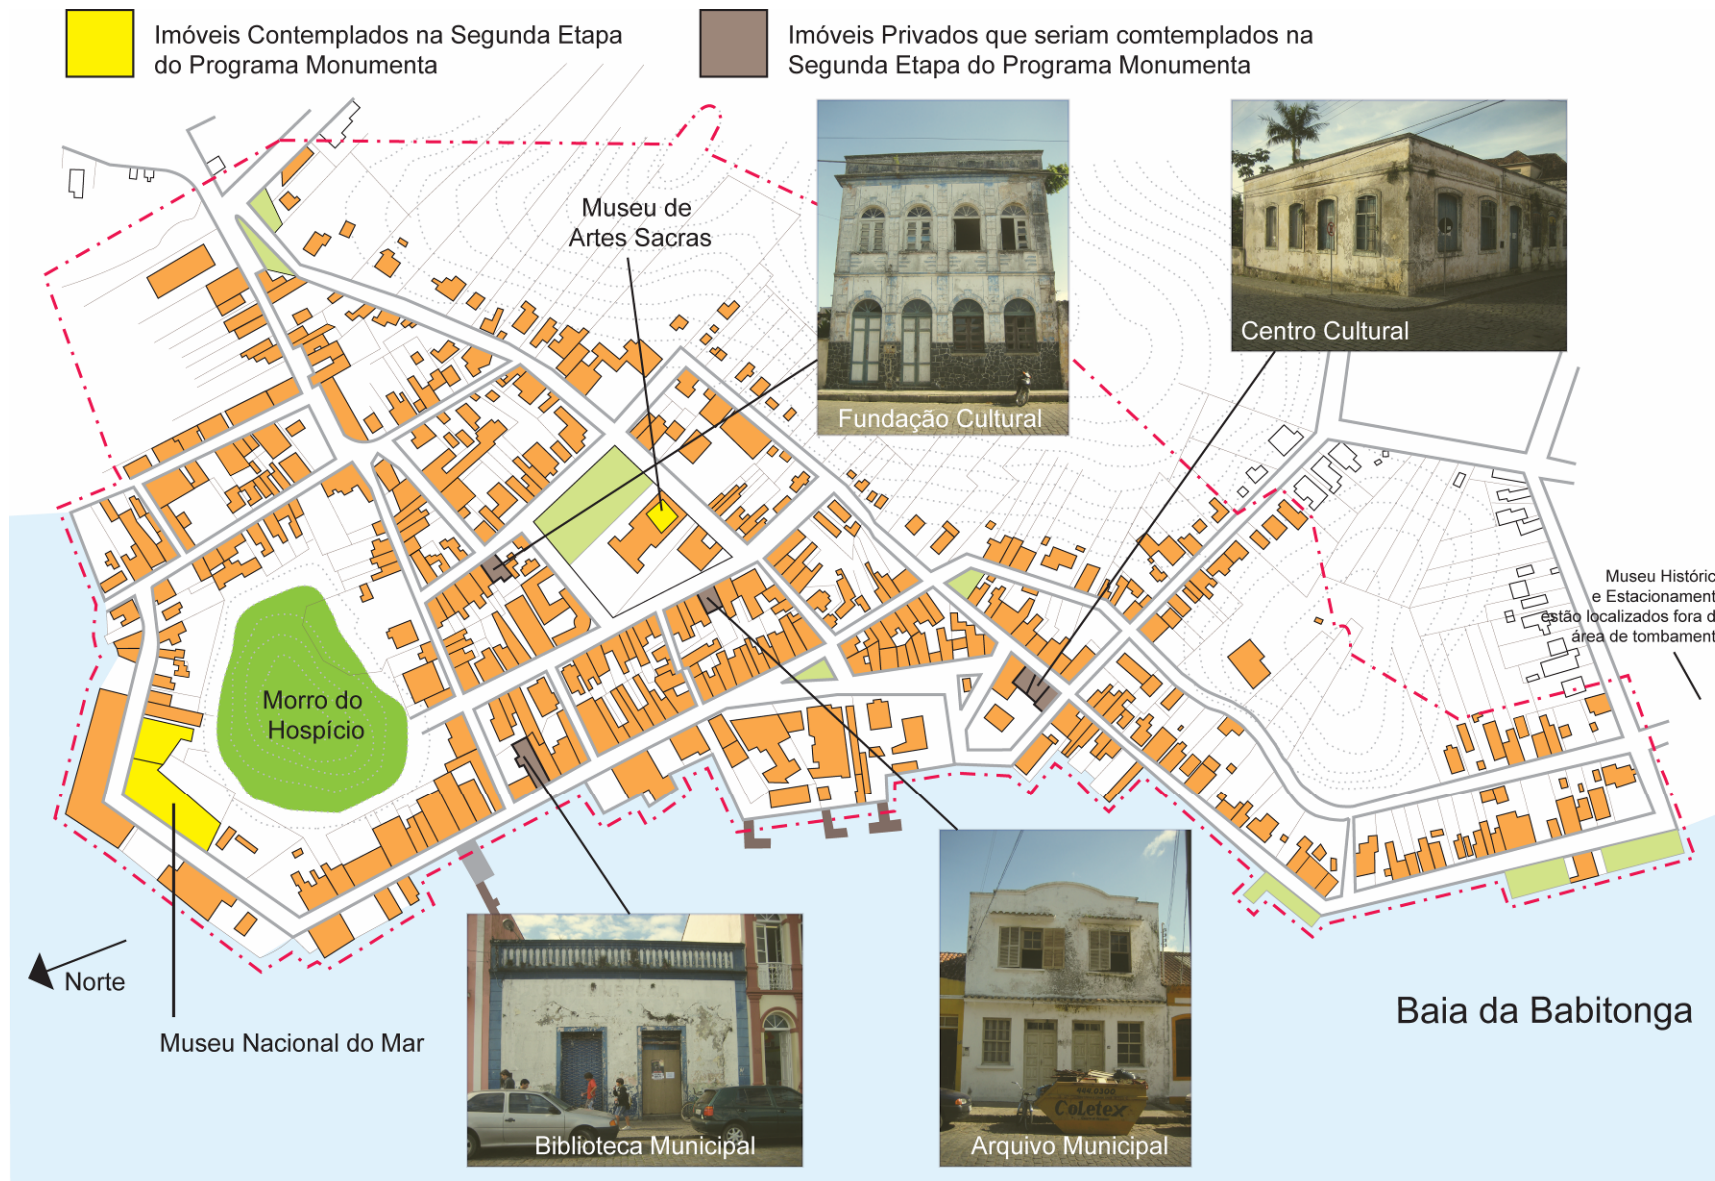 Imóveis Contemplados na Segunda Etapa
do Programa Monumenta
Imóveis Privados que seriam comtemplados na
Segunda Etapa do Programa Monumenta
Museu de
Artes Sacras
Fundação Cultural
Centro Cultural
Museu Históric
e Estacionament
estão localizados fora d
área de tombament
Morro do
Hospício
Norte
Museu Nacional do Mar
Baia da Babitonga
Biblioteca Municipal
444.0300
Coletex
Arquivo Municipal